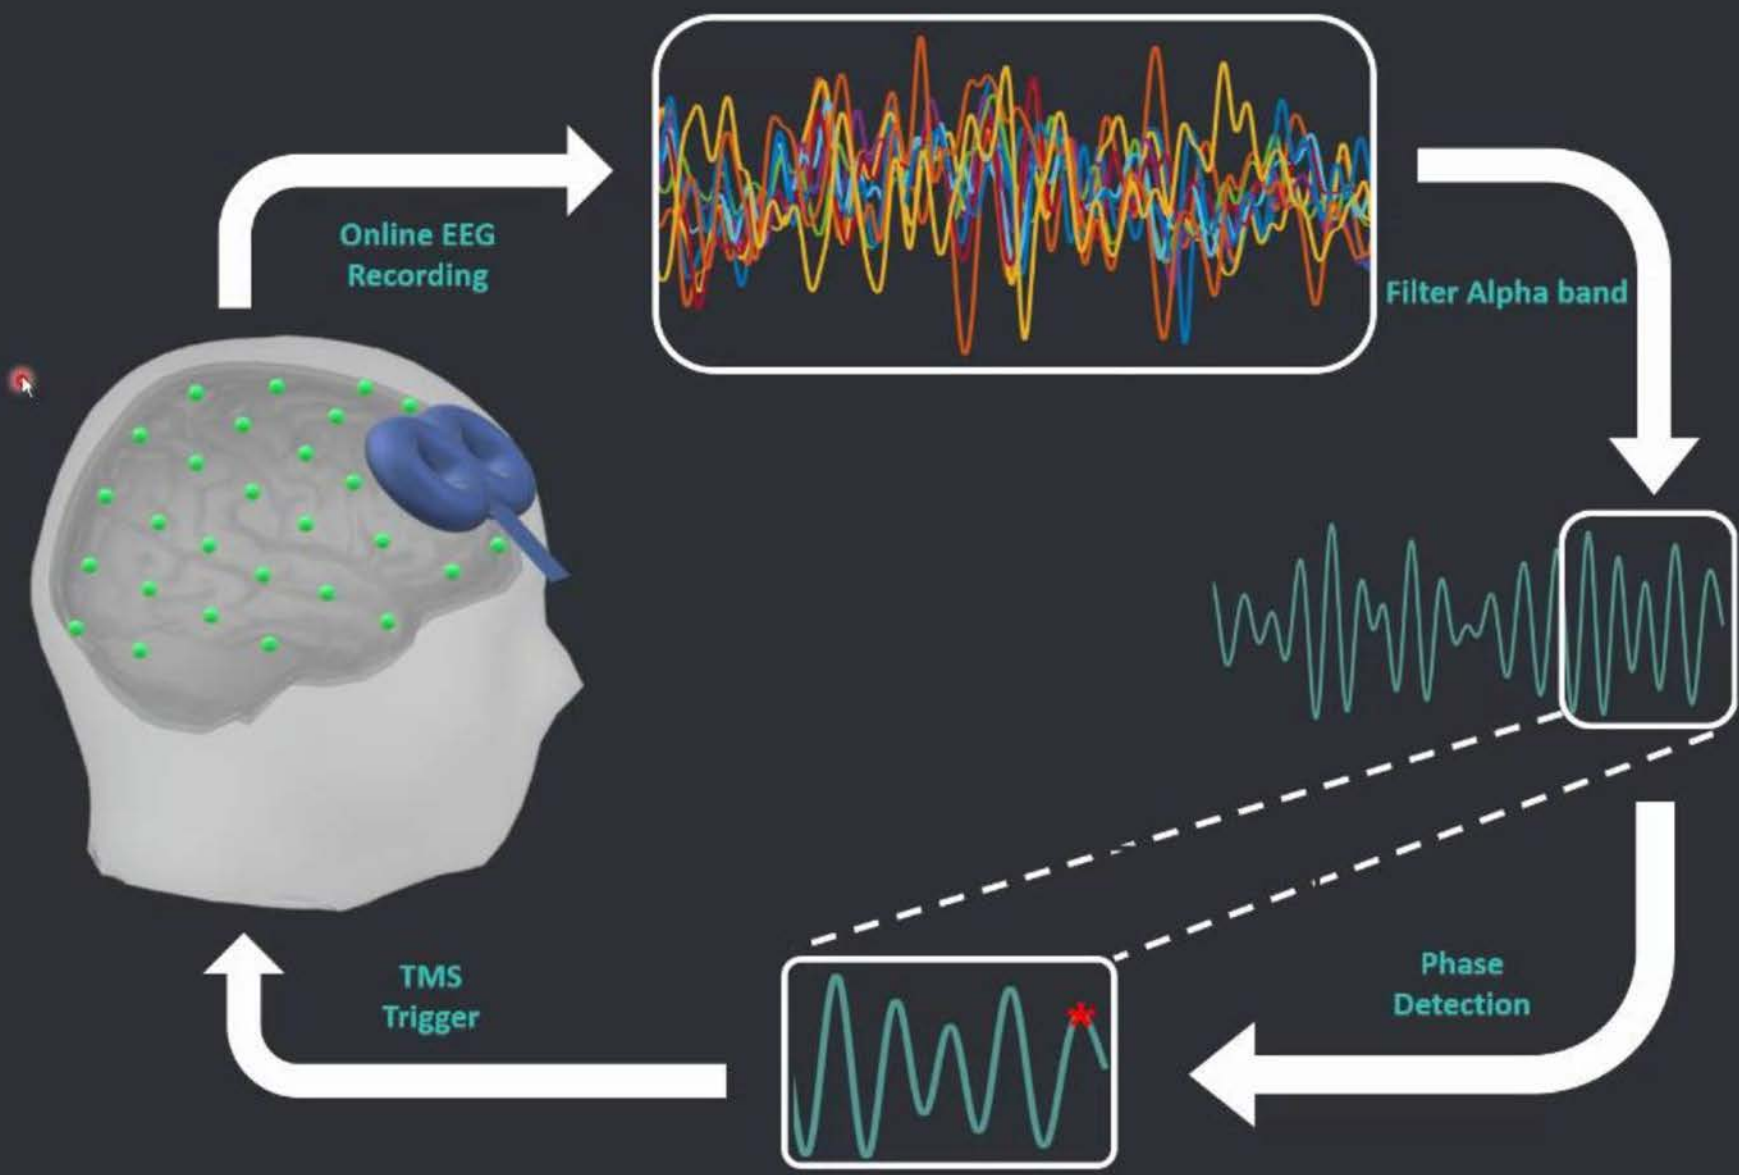 Online EEG
Recording
Filter Alpha band
Phase
Detection
TMS
Trigger